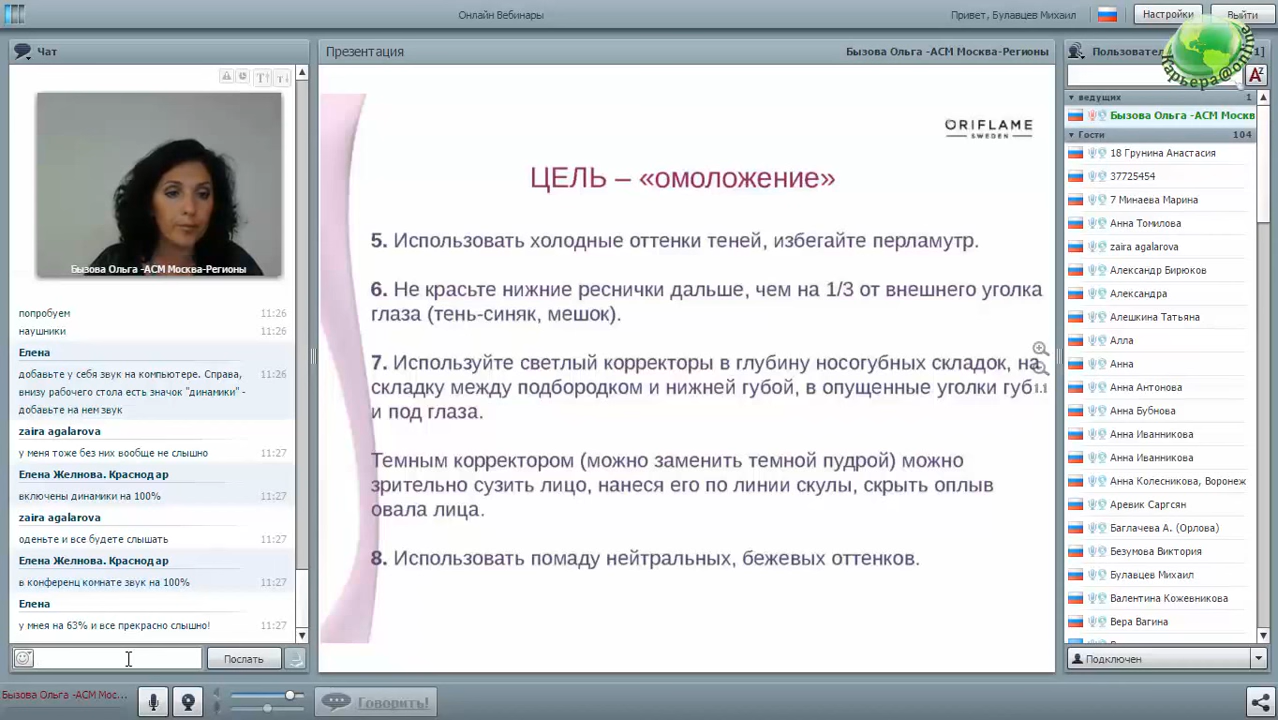 Онлайн Вебинары
Привет, Булавцев Михаил
Настройки
Выйти
Чат
Бызова Ольга -АСМ Москва-Регионы
попробуем 11:26
наушники 11:26
Елена
добавьте у себя звук на компьютере. Справа, 11:26
внизу рабочего стола есть значок "динамики" -
добавьте на нем звук
zaira agalarova
у меня тоже без них вообще не слышно 11:27
Елена Желнова. Краснодар
включены динамики на 100% 11:27
zaira agalarova
оденьте и все будете слышать 11:27
Елена Желнова. Краснодар
в конференц комнате звук на 100% 11:27
Елена
у мнея на 63% и все прекрасно слышно! 11:27
Послать
Бызова Ольга -АСМ Мос...
Презентация
Бызова Ольга -АСМ Москва-Регионы
ORIFLAME
SWEDEN
ЦЕЛЬ – «омоложение»
5. Использовать холодные оттенки теней, избегайте перламутр.
6. Не красьте нижние реснички дальше, чем на 1/3 от внешнего уголка
глаза (тень-синяк, мешок).
7. Используйте светлый корректоры в глубину носогубных складок, на
складку между подбородком и нижней губой, в опущенные уголки губ
и под глаза.
Темным корректором (можно заменить темной пудрой) можно
зрительно сузить лицо, нанеся его по линии скулы, скрыть оплыв
овала лица.
8. Использовать помаду нейтральных, бежевых оттенков.
1:1
Говорить!
Карьера@online
ведущих 1
Бызова Ольга -АСМ Москв
Гости 104
18 Грунина Анастасия
37725454
7 Минаева Марина
Анна Томилова
zaira agalarova
Александр Бирюков
Александра
Алешкина Татьяна
Алла
Анна
Анна Антонова
Анна Бубнова
Анна Иванникова
Анна Иванникова
Анна Колесникова, Воронеж
Аревик Саргсян
Баглачева А. (Орлова)
Безумова Виктория
Булавцев Михаил
Валентина Кожевникова
Вера Вагина
Подключен